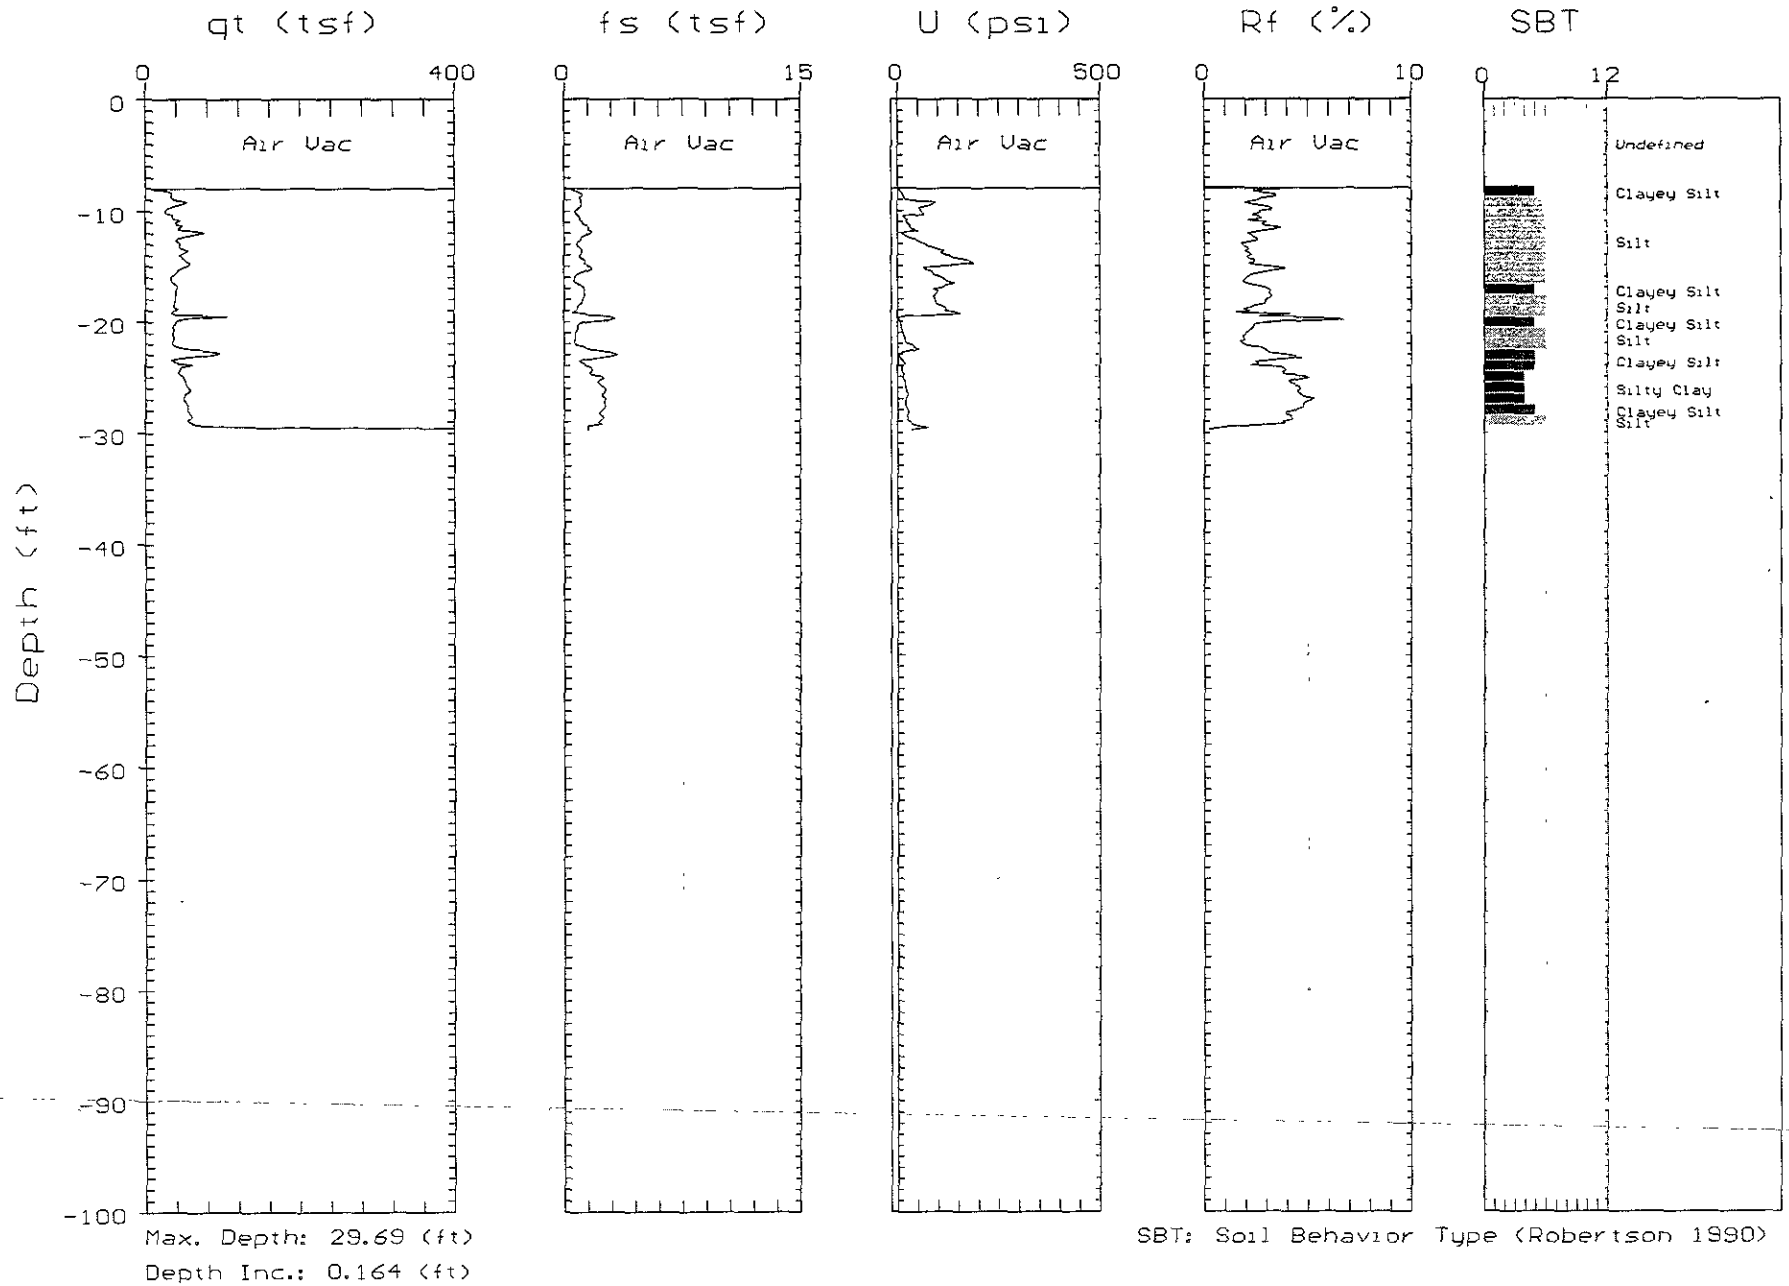 qt (tsf) fs (tsf) U (psi) Rf (%) SBT
0 400 0 15 0 500 0 10 0 12
0
Air Vac Air Vac Air Vac Air Vac Undefined
Clayey Silt
-10
Silt
Clayey Silt
Silt
-20
Clayey Silt
Silt
Clayey Silt
Silty Clay
Clayey Silt
Silt
-30
-40
-50
-60
-70
-80
-90
-100
Depth (ft)
Max. Depth: 29.69 (ft)
Depth Inc.: 0.164 (ft)
SBT: Soil Behavior Type (Robertson 1990)